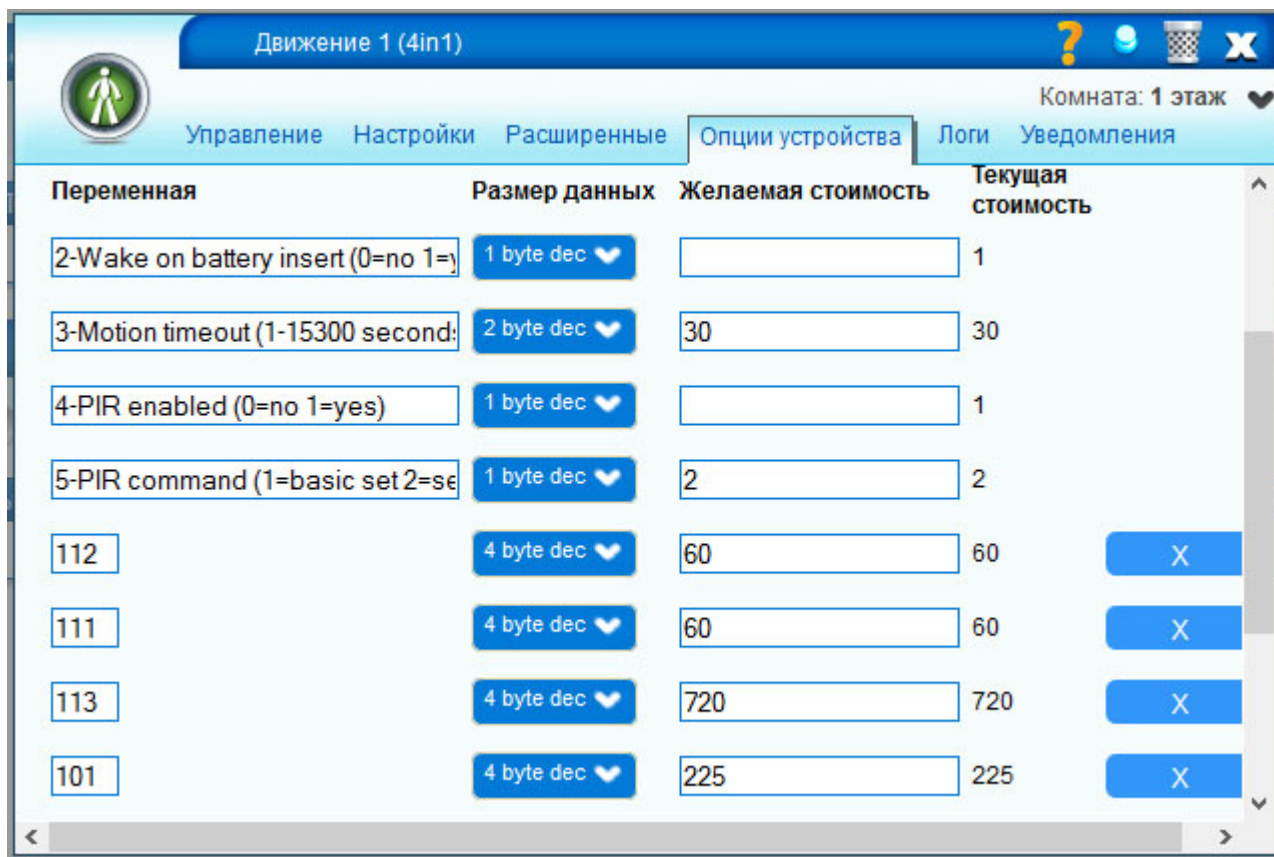 Движение 1 (4in1)
Комната: 1 этаж
Управление Настройки Расширенные Опции устройства Логи Уведомления
Переменная Размер данных Желаемая стоимость Текущая стоимость
2-Wake on battery insert (0=no 1=y 1 byte dec 1
3-Motion timeout (1-15300 second 2 byte dec 30 30
4-PIR enabled (0=no 1=yes) 1 byte dec 1
5-PIR command (1=basic set 2=se 1 byte dec 2 2
112 4 byte dec 60 60 X
111 4 byte dec 60 60 X
113 4 byte dec 720 720 X
101 4 byte dec 225 225 X